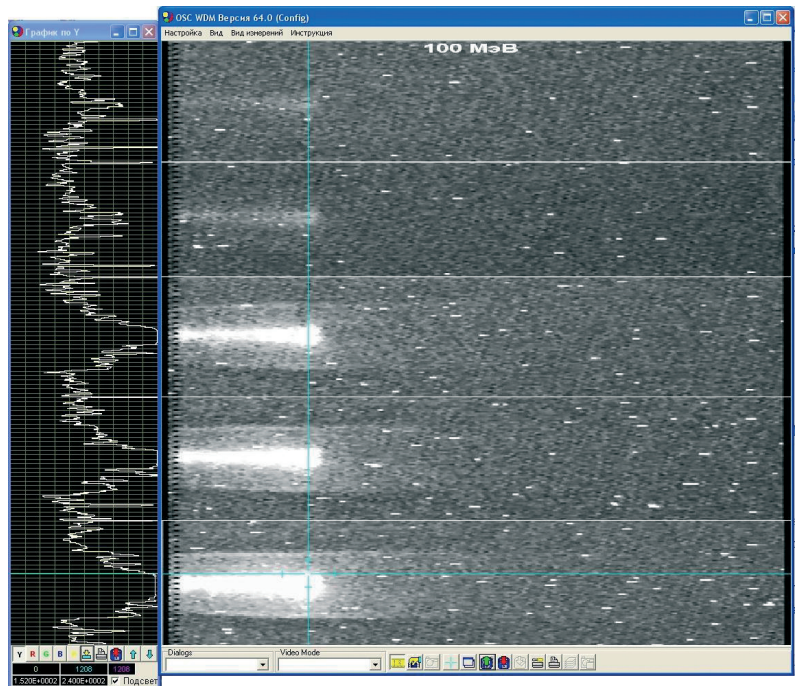 График по Y
OSC WDM Версия 64.0 (Config)
Настройка Вид Вид измерений Инструкция
100 МэВ
Y R G B
0 1208 1208
1.520E+0002 2.400E+0002 Подсвет
Dialogs
Video Mode